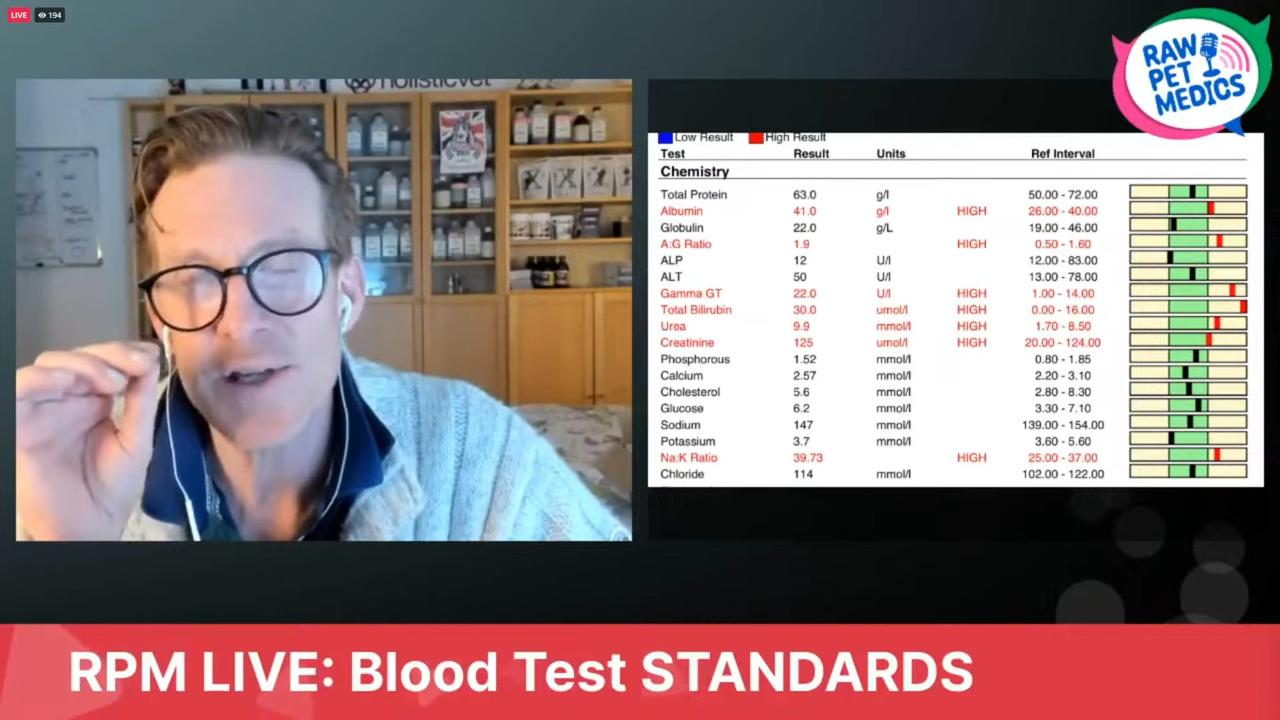 LIVE 194
RAW
PET
MEDICS
holisticvet
Low Result High Result
Test Result Units Ref Interval
Chemistry
Total Protein 63.0 g/l 50.00 - 72.00
Albumin 41.0 g/l HIGH 26.00 - 40.00
Globulin 22.0 g/L 19.00 - 46.00
A:G Ratio 1.9 HIGH 0.50 - 1.60
ALP 12 U/l 12.00 - 83.00
ALT 50 U/l 13.00 - 78.00
Gamma GT 22.0 U/l HIGH 1.00 - 14.00
Total Bilirubin 30.0 umol/l HIGH 0.00 - 16.00
Urea 9.9 mmol/l HIGH 1.70 - 8.50
Creatinine 125 umol/l HIGH 20.00 - 124.00
Phosphorous 1.52 mmol/l 0.80 - 1.85
Calcium 2.57 mmol/l 2.20 - 3.10
Cholesterol 5.6 mmol/l 2.80 - 8.30
Glucose 6.2 mmol/l 3.30 - 7.10
Sodium 147 mmol/l 139.00 - 154.00
Potassium 3.7 mmol/l 3.60 - 5.60
Na:K Ratio 39.73 HIGH 25.00 - 37.00
Chloride 114 mmol/l 102.00 - 122.00
RPM LIVE: Blood Test STANDARDS